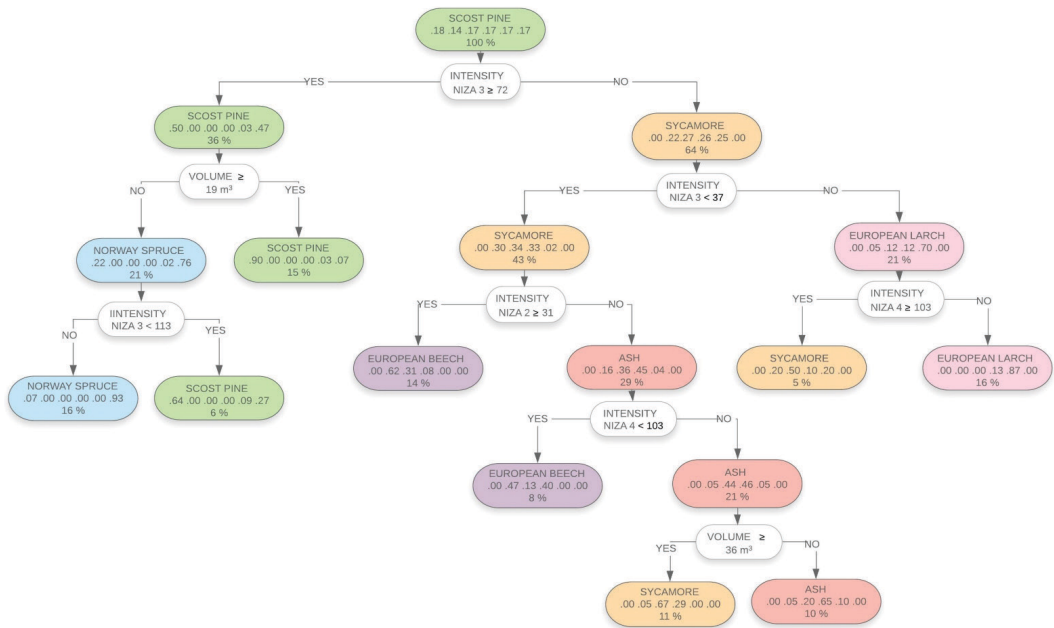 SCOST PINE
.18 .14 .17 .17 .17 .17
100 %
INTENSITY
NIZA 3 ≥ 72
YES
NO
SCOST PINE
.50 .00 .00 .00 .03 .47
36 %
SYCAMORE
.00 .22.27 .26 .25 .00
64 %
VOLUME ≥
19 m³
NO
YES
INTENSITY
NIZA 3 < 37
YES
NO
NORWAY SPRUCE
.22 .00 .00 .00 .02 .76
21 %
SCOST PINE
.90 .00 .00 .00 .03 .07
15 %
SYCAMORE
.00 .30 .34 .33 .02 .00
43 %
EUROPEAN LARCH
.00 .05 .12 .12 .70 .00
21 %
IINTENSITY
NIZA 3 < 113
NO
YES
INTENSITY
NIZA 2 ≥ 31
YES
NO
INTENSITY
NIZA 4 ≥ 103
YES
NO
NORWAY SPRUCE
.07 .00 .00 .00 .00 .93
16 %
SCOST PINE
.64 .00 .00 .00 .09 .27
6 %
EUROPEAN BEECH
.00 .62 .31 .08 .00 .00
14 %
ASH
.00 .16 .36 .45 .04 .00
29 %
SYCAMORE
.00 .20 .50 .10 .20 .00
5 %
EUROPEAN LARCH
.00 .00 .00 .13 .87 .00
16 %
INTENSITY
NIZA 4 < 103
YES
NO
EUROPEAN BEECH
.00 .47 .13 .40 .00 .00
8 %
ASH
.00 .05 .44 .46 .05 .00
21 %
VOLUME ≥
36 m³
YES
NO
SYCAMORE
.00 .05 .67 .29 .00 .00
11 %
ASH
.00 .05 .20 .65 .10 .00
10 %